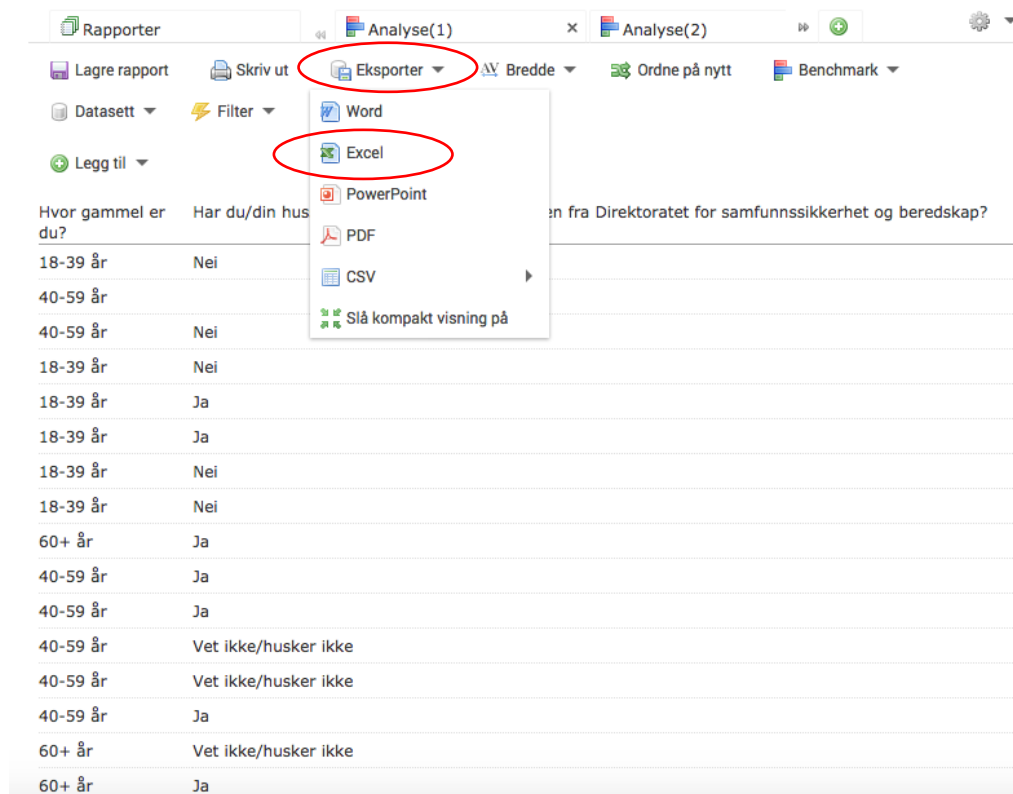 Rapporter Analyse(1) Analyse(2)
Lagre rapport Skriv ut Eksporter Bredde Ordne på nytt Benchmark
Datasett Filter
Legg til
Word
Excel
PowerPoint
PDF
CSV
Slå kompakt visning på
Hvor gammel er du? Har du/din hus en fra Direktoratet for samfunnssikkerhet og beredskap?
18-39 år Nei
40-59 år
40-59 år Nei
18-39 år Nei
18-39 år Ja
18-39 år Ja
18-39 år Nei
18-39 år Nei
60+ år Ja
40-59 år Ja
40-59 år Ja
40-59 år Vet ikke/husker ikke
40-59 år Vet ikke/husker ikke
40-59 år Ja
60+ år Vet ikke/husker ikke
60+ år Ja